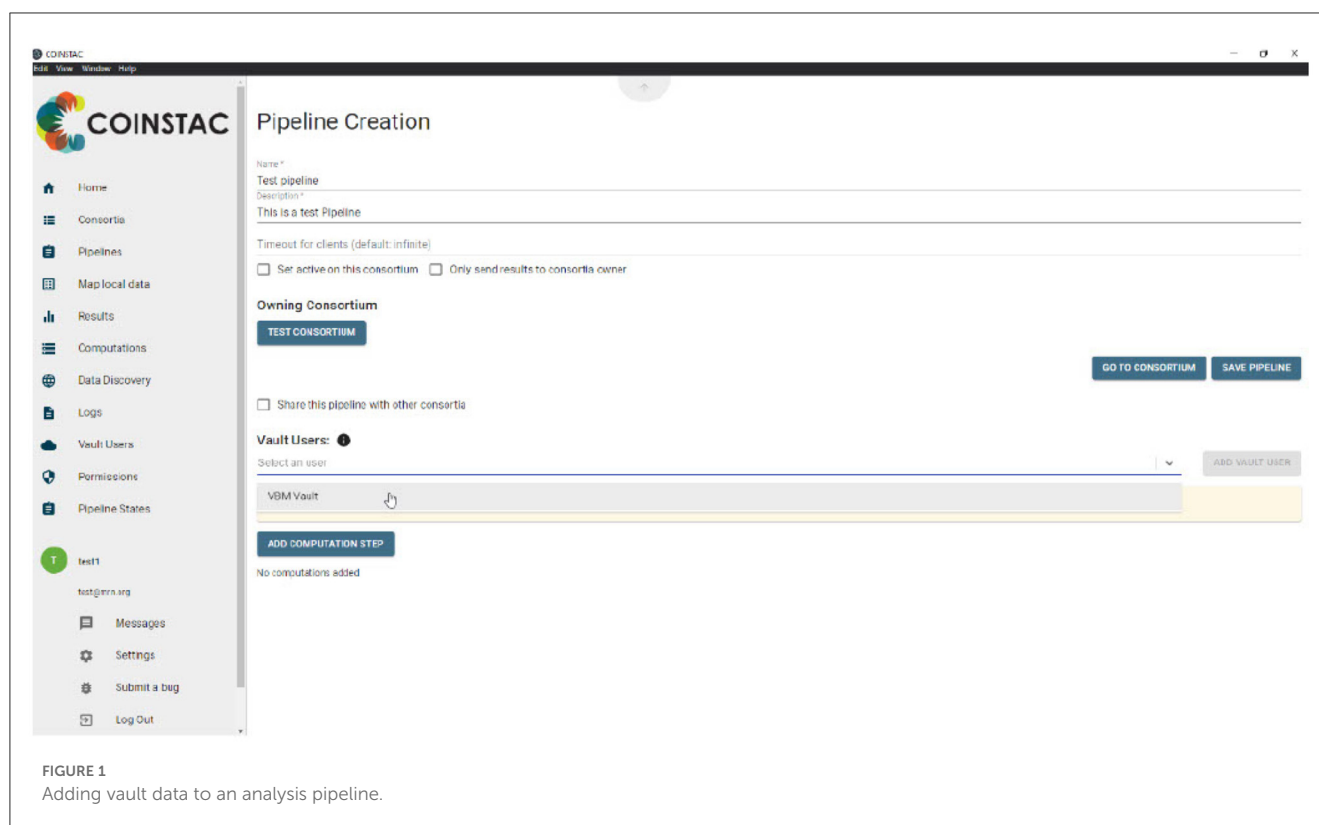 COINSTAC
Edit View Window Help
COINSTAC
Home
Consortia
Pipelines
Map local data
Results
Computations
Data Discovery
Logs
Vault Users
Permissions
Pipeline States
T
test1
test@mrn.org
Messages
Settings
Submit a bug
Log Out
Pipeline Creation
Name *
Test pipeline
Description *
This is a test Pipeline
Timeout for clients (default: infinite)
Set active on this consortium Only send results to consortia owner
Owning Consortium
TEST CONSORTIUM
GO TO CONSORTIUM SAVE PIPELINE
Share this pipeline with other consortia
Vault Users:
Select an user ADD VAULT USER
VBM Vault
ADD COMPUTATION STEP
No computations added
FIGURE 1
Adding vault data to an analysis pipeline.